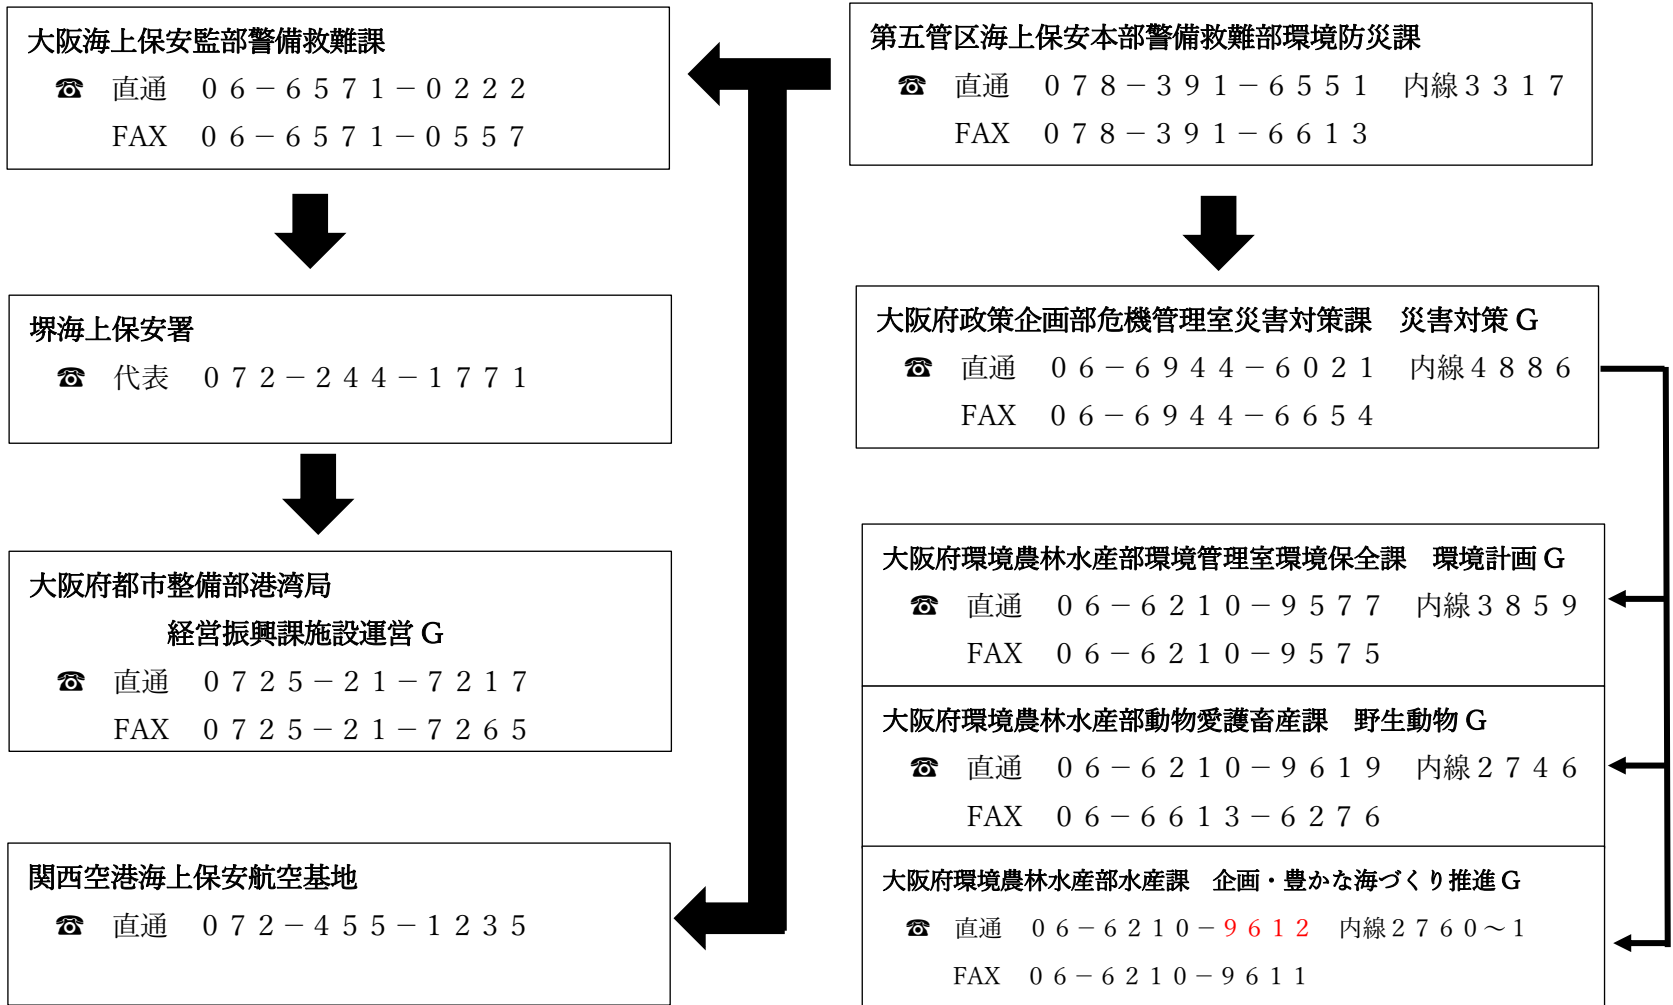 大阪海上保安監部警備救難課
☎ 直通 ０６－６５７１－０２２２
FAX ０６－６５７１－０５５７
堺海上保安署
☎ 代表 ０７２－２４４－１７７１
大阪府都市整備部港湾局
経営振興課施設運営G
☎ 直通 ０７２５－２１－７２１７
FAX ０７２５－２１－７２６５
関西空港海上保安航空基地
☎ 直通 ０７２－４５５－１２３５
第五管区海上保安本部警備救難部環境防災課
☎ 直通 ０７８－３９１－６５５１ 内線３３１７
FAX ０７８－３９１－６６１３
大阪府政策企画部危機管理室災害対策課 災害対策G
☎ 直通 ０６－６９４４－６０２１ 内線４８８６
FAX ０６－６９４４－６６５４
大阪府環境農林水産部環境管理室環境保全課 環境計画G
☎ 直通 ０６－６２１０－９５７７ 内線３８５９
FAX ０６－６２１０－９５７５
大阪府環境農林水産部動物愛護畜産課 野生動物G
☎ 直通 ０６－６２１０－９６１９ 内線２７４６
FAX ０６－６６１３－６２７６
大阪府環境農林水産部水産課 企画・豊かな海づくり推進G
☎ 直通 ０６－６２１０－９６１２ 内線２７６０～１
FAX ０６－６２１０－９６１１